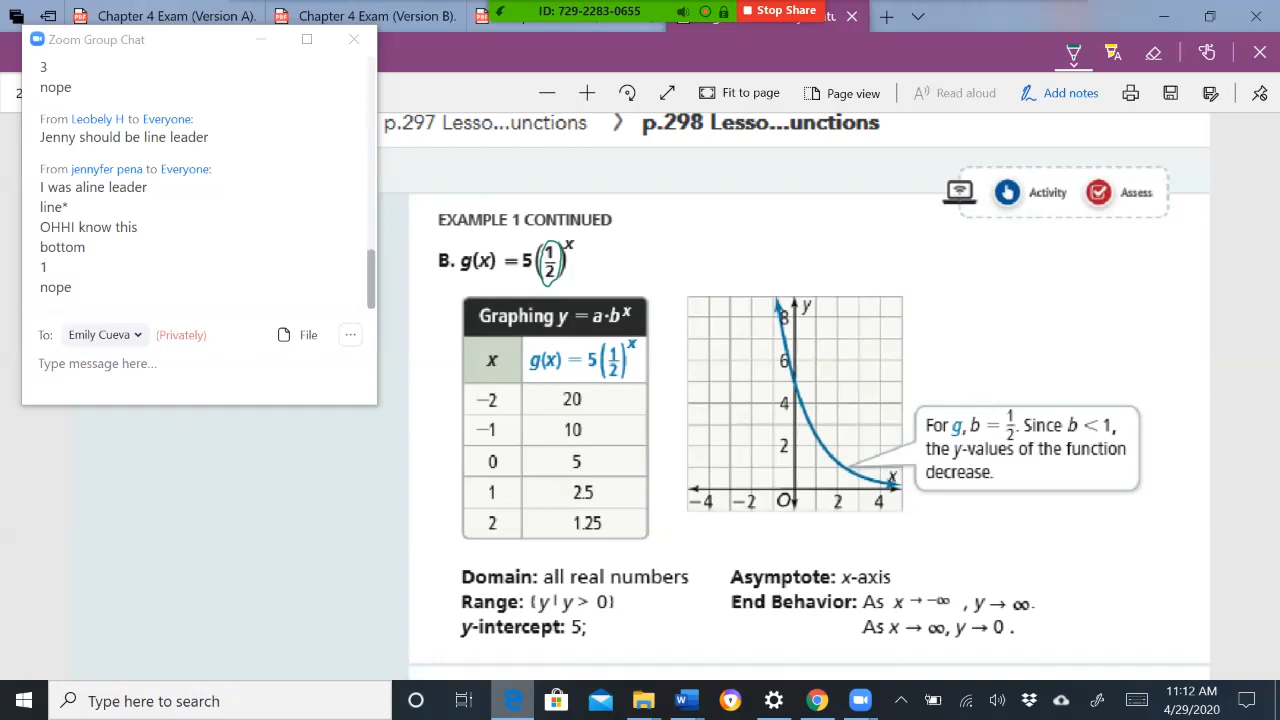 Chapter 4 Exam (Version A).
Chapter 4 Exam (Version B).
ID: 729-2283-0655
Stop Share
Zoom Group Chat
3
nope
From Leobely H to Everyone:
Jenny should be line leader
From jennyfer pena to Everyone:
I was aline leader
line*
OHHI know this
bottom
1
nope
To: Emily Cueva (Privately)
File
Type message here...
2
Fit to page
Page view
Read aloud
Add notes
p.297 Lesso...unctions > p.298 Lesso...unctions
Activity
Assess
EXAMPLE 1 CONTINUED
B. g(x) = 5(1/2)^x
Graphing y = a·b^x
x g(x) = 5(1/2)^x
−2 20
−1 10
0 5
1 2.5
2 1.25
y
8
6
4
2
x
−4 −2 O 2 4
For g, b = 1/2. Since b < 1,
the y-values of the function
decrease.
Domain: all real numbers
Range: {y | y > 0}
y-intercept: 5;
Asymptote: x-axis
End Behavior: As x → −∞ , y → ∞.
As x → ∞, y → 0 .
Type here to search
11:12 AM
4/29/2020